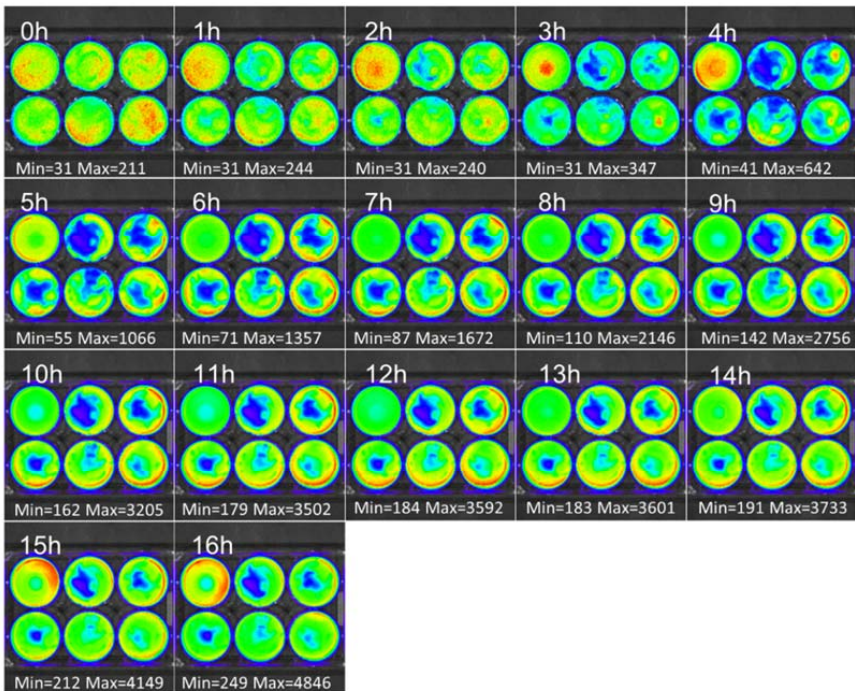 0h 1h 2h 3h 4h
Min=31 Max=211 Min=31 Max=244 Min=31 Max=240 Min=31 Max=347 Min=41 Max=642
5h 6h 7h 8h 9h
Min=55 Max=1066 Min=71 Max=1357 Min=87 Max=1672 Min=110 Max=2146 Min=142 Max=2756
10h 11h 12h 13h 14h
Min=162 Max=3205 Min=179 Max=3502 Min=184 Max=3592 Min=183 Max=3601 Min=191 Max=3733
15h 16h
Min=212 Max=4149 Min=249 Max=4846